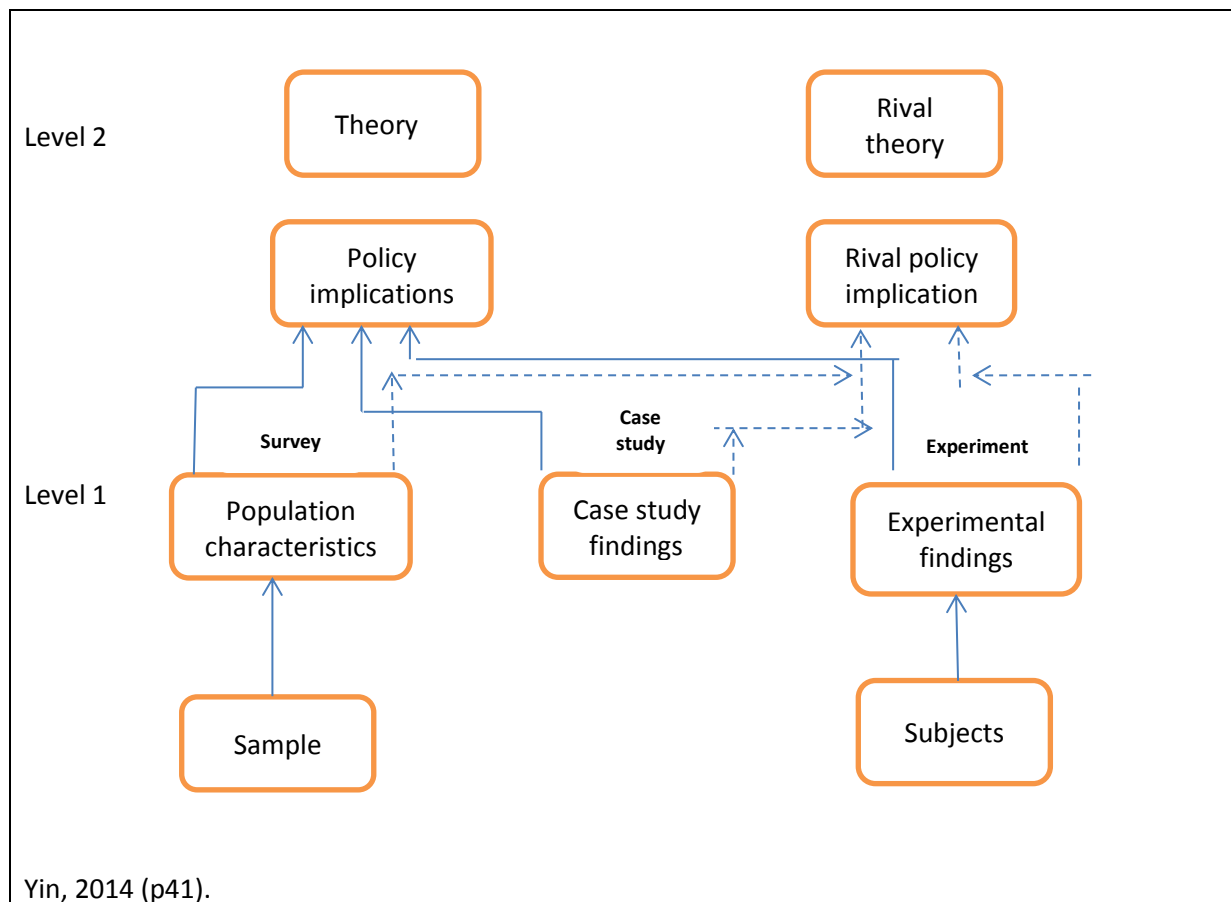 Level 2
Theory
Rival
theory
Policy
implications
Rival policy
implication
Survey
Case
study
Experiment
Level 1
Population
characteristics
Case study
findings
Experimental
findings
Sample
Subjects
Yin, 2014 (p41).